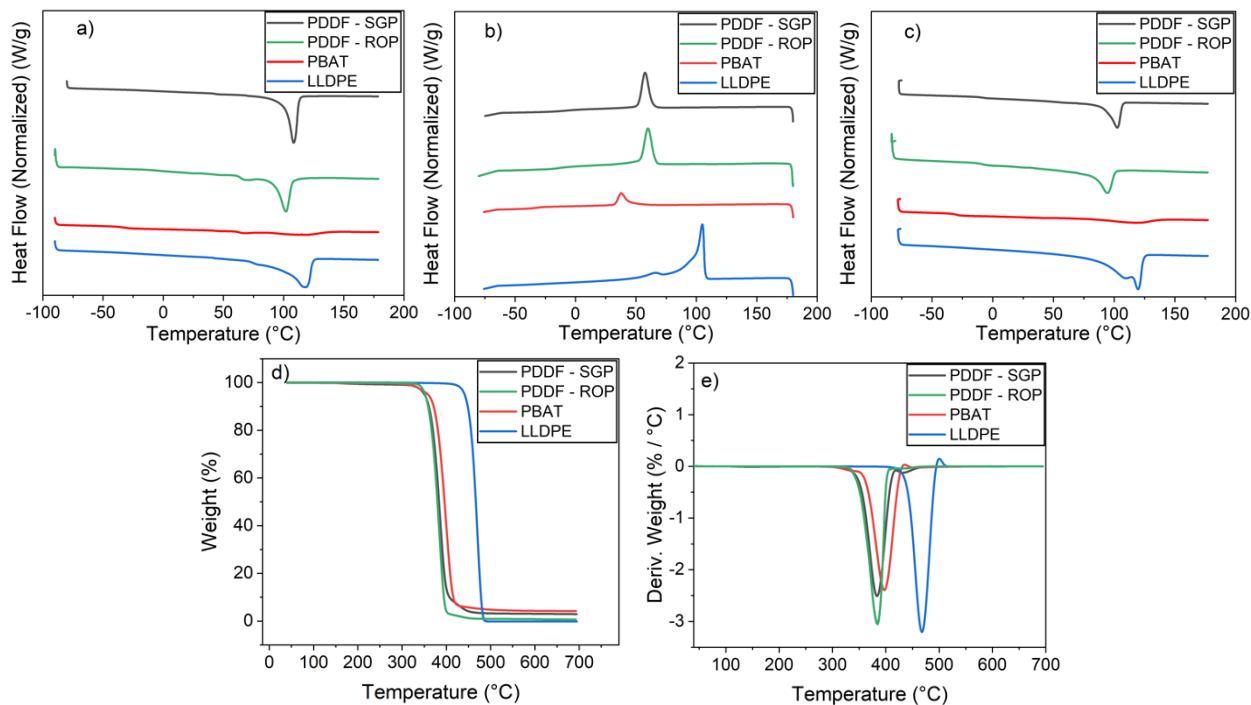 a)
PDDF - SGP
PDDF - ROP
PBAT
LLDPE
Heat Flow (Normalized) (W/g)
-100 -50 0 50 100 150 200
Temperature (°C)
b)
PDDF - SGP
PDDF - ROP
PBAT
LLDPE
Heat Flow (Normalized) (W/g)
-100 -50 0 50 100 150 200
Temperature (°C)
c)
PDDF - SGP
PDDF - ROP
PBAT
LLDPE
Heat Flow (Normalized) (W/g)
-100 -50 0 50 100 150 200
Temperature (°C)
d)
PDDF - SGP
PDDF - ROP
PBAT
LLDPE
Weight (%)
100
80
60
40
20
0
0 100 200 300 400 500 600 700
Temperature (°C)
e)
PDDF - SGP
PDDF - ROP
PBAT
LLDPE
Deriv. Weight (% / °C)
2
1
0
-1
-2
-3
100 200 300 400 500 600 700
Temperature (°C)